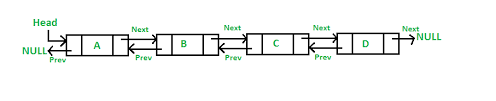 Head
Next Next Next Next
A B C D NULL
NULL
Prev Prev Prev Prev